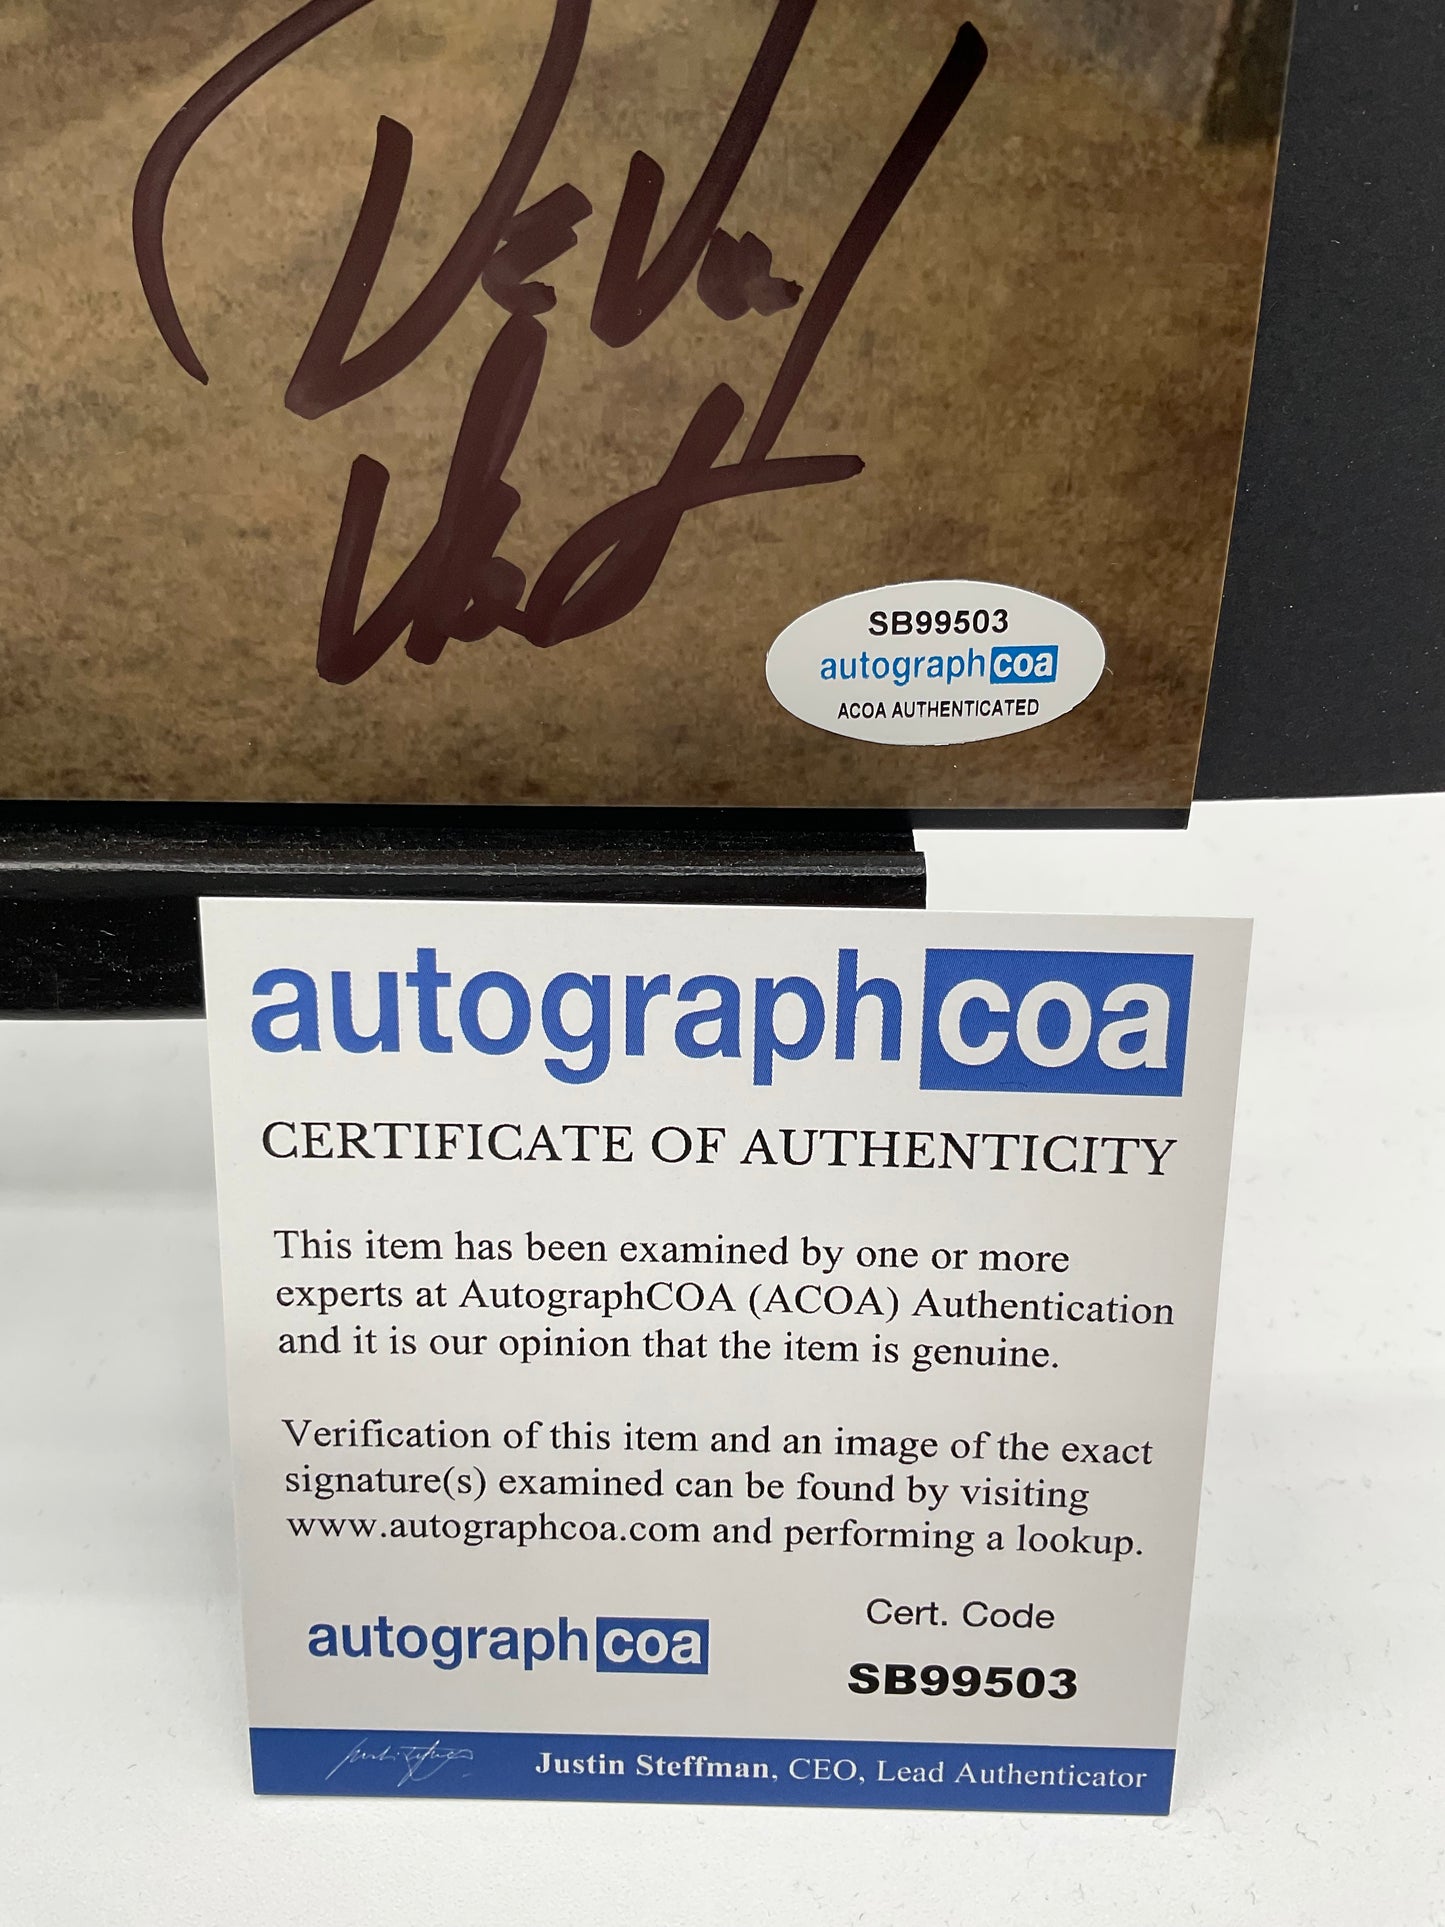 SB99503
autographcoa
ACOA AUTHENTICATED
autographcoa
CERTIFICATE OF AUTHENTICITY
This item has been examined by one or more
experts at AutographCOA (ACOA) Authentication
and it is our opinion that the item is genuine.
Verification of this item and an image of the exact
signature(s) examined can be found by visiting
www.autographcoa.com and performing a lookup.
Cert. Code
autographcoa
SB99503
Justin Steffman, CEO, Lead Authenticator